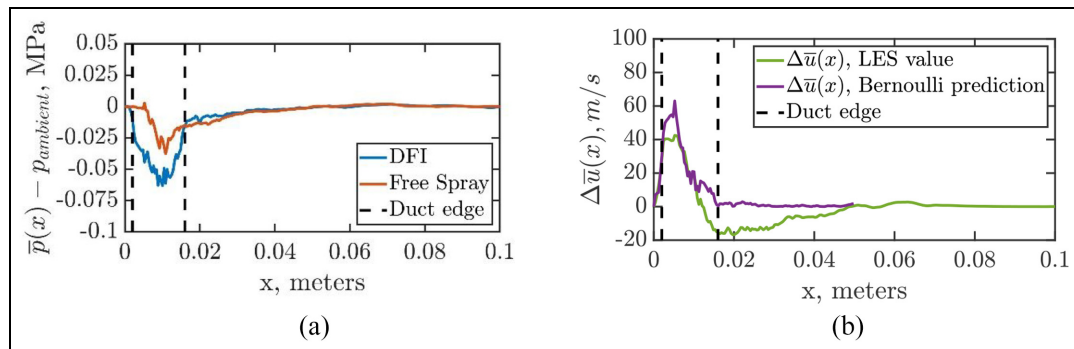 0.05
0.025
0
-0.025
-0.05
-0.075
-0.1
p̅(x) − p_ambient, MPa
DFI
Free Spray
Duct edge
0 0.02 0.04 0.06 0.08 0.1
x, meters
(a)
100
80
60
40
20
0
-20
Δu̅(x), m/s
Δu̅(x), LES value
Δu̅(x), Bernoulli prediction
Duct edge
0 0.02 0.04 0.06 0.08 0.1
x, meters
(b)